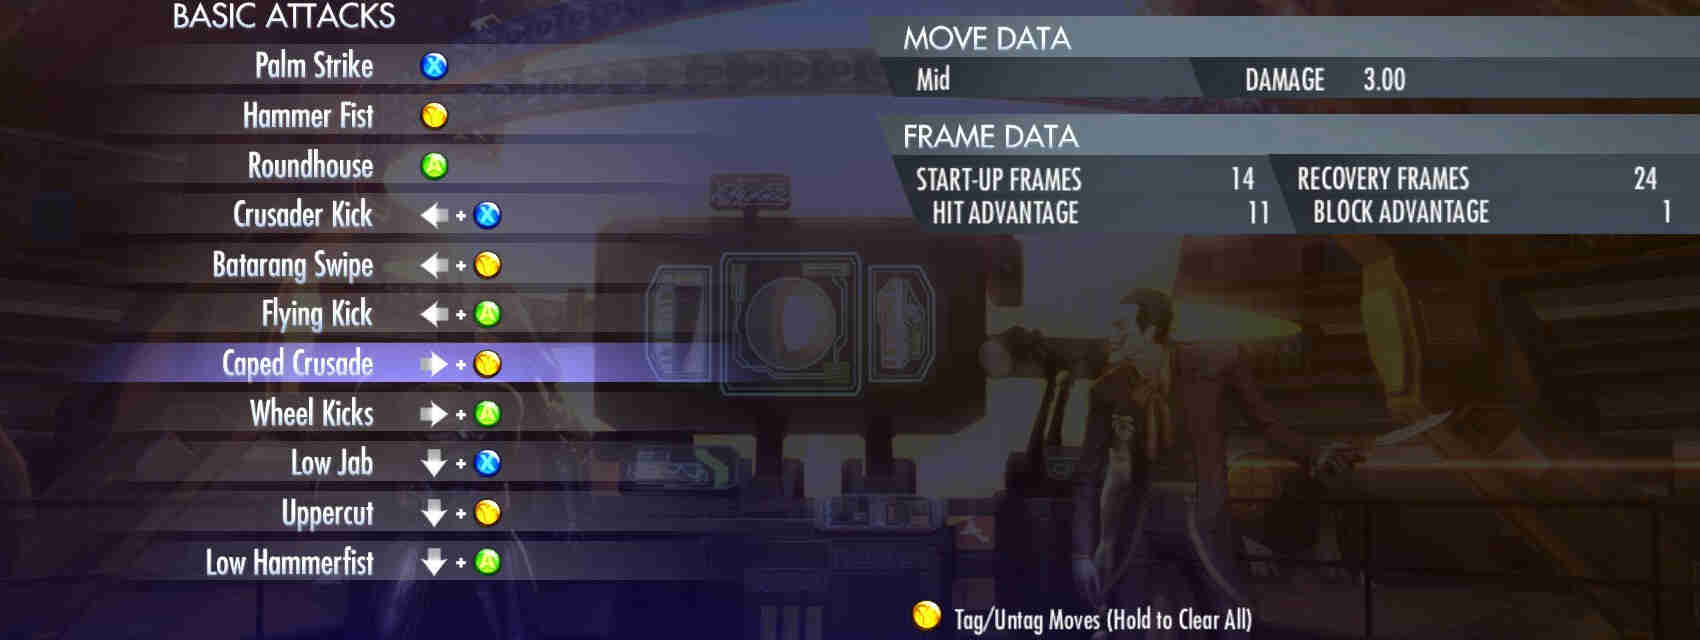 BASIC ATTACKS
Palm Strike X
Hammer Fist Y
Roundhouse A
Crusader Kick + X
Batarang Swipe + Y
Flying Kick + A
Caped Crusade + Y
Wheel Kicks + A
Low Jab + X
Uppercut + Y
Low Hammerfist + A
MOVE DATA
Mid DAMAGE 3.00
FRAME DATA
START-UP FRAMES 14 RECOVERY FRAMES 24
HIT ADVANTAGE 11 BLOCK ADVANTAGE 1
Y Tag/Untag Moves (Hold to Clear All)